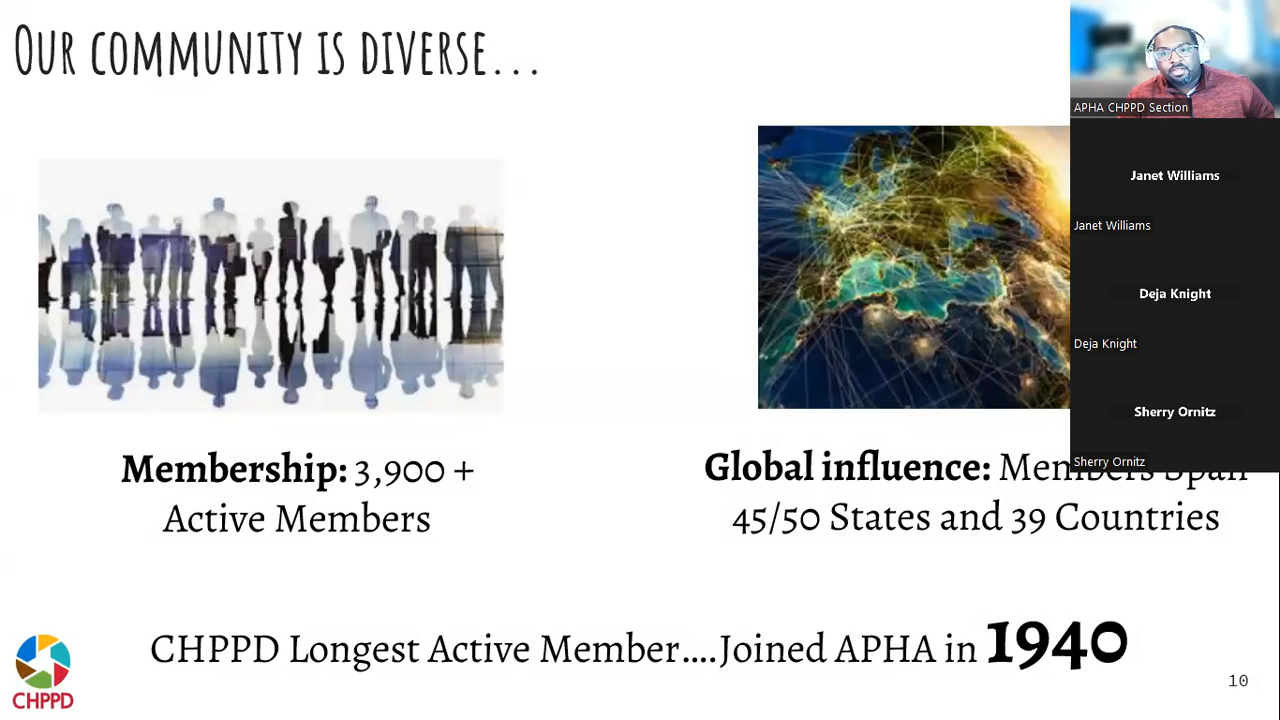 Our community is diverse...
APHA CHPPD Section
Janet Williams
Janet Williams
Deja Knight
Deja Knight
Sherry Ornitz
Sherry Ornitz
Membership: 3,900 +
Active Members
Global influence: Members Span
45/50 States and 39 Countries
CHPPD Longest Active Member....Joined APHA in 1940
CHPPD
10